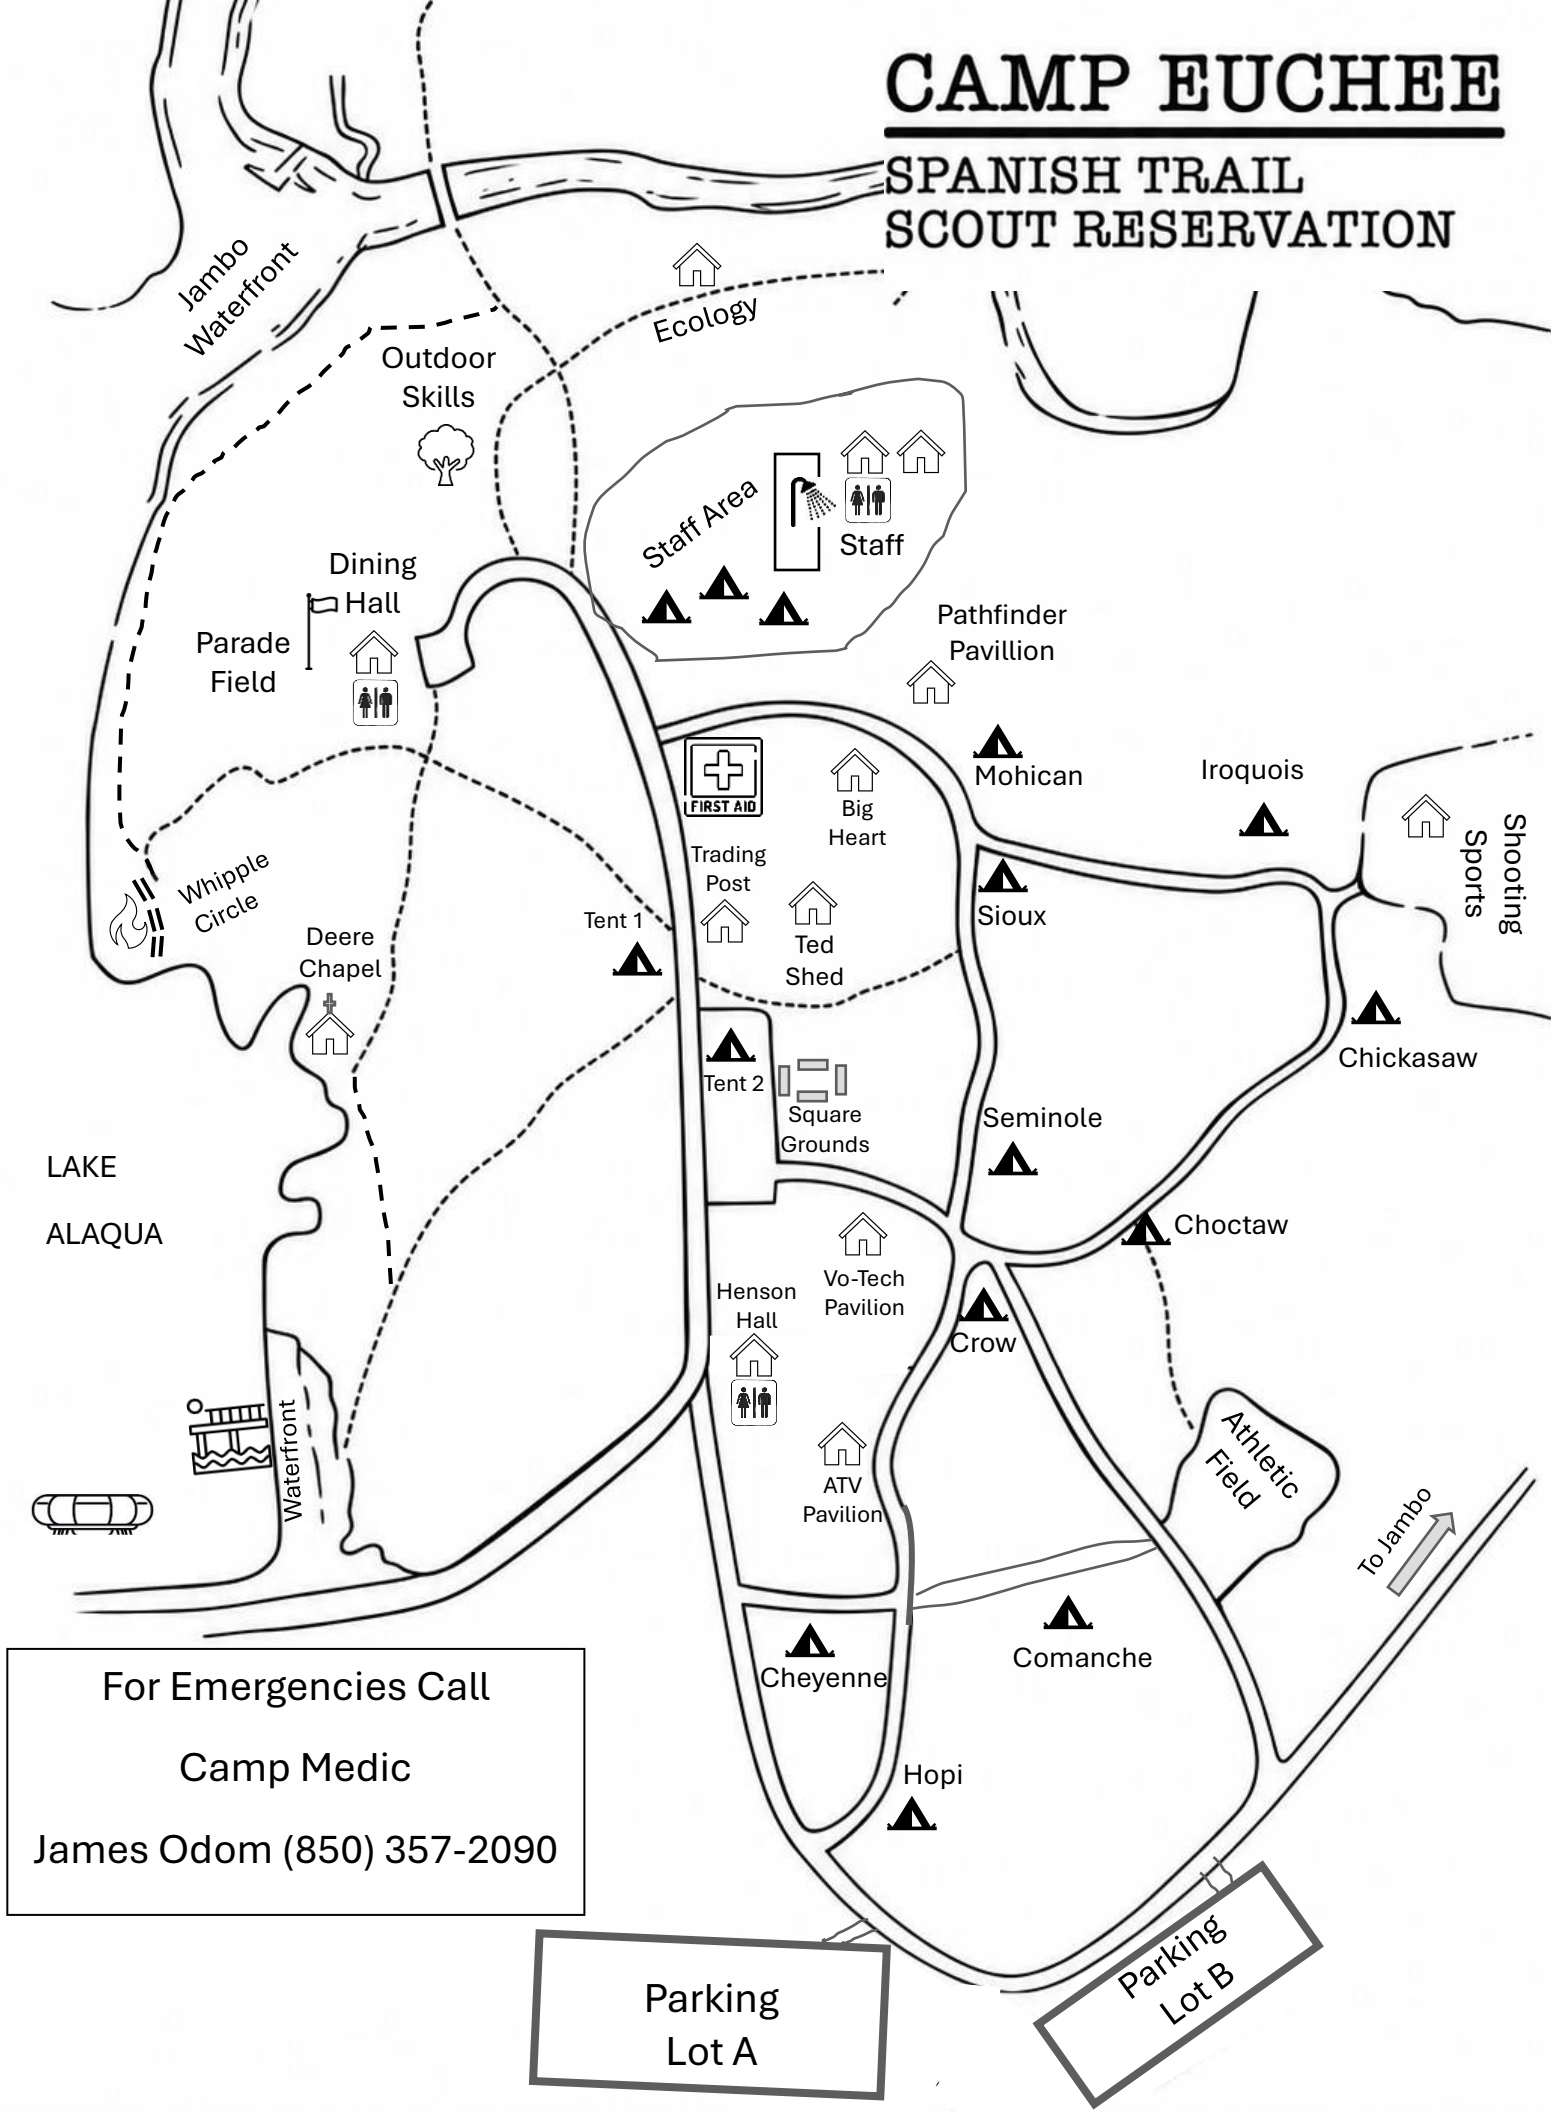 CAMP EUCHEE
SPANISH TRAIL
SCOUT RESERVATION
Jambo
Waterfront
Ecology
Outdoor
Skills
Staff Area
Staff
Dining
Hall
Parade
Field
Pathfinder
Pavillion
Mohican
Iroquois
FIRST AID
Big
Heart
Shooting
Sports
Trading
Post
Whipple
Circle
Sioux
Tent 1
Ted
Shed
Deere
Chapel
Chickasaw
Tent 2
Square
Grounds
Seminole
LAKE
ALAQUA
Choctaw
Vo-Tech
Pavilion
Henson
Hall
Crow
Waterfront
Athletic
Field
ATV
Pavilion
To Jambo
Comanche
Cheyenne
For Emergencies Call
Camp Medic
James Odom (850) 357-2090
Hopi
Parking
Lot A
Parking
Lot B